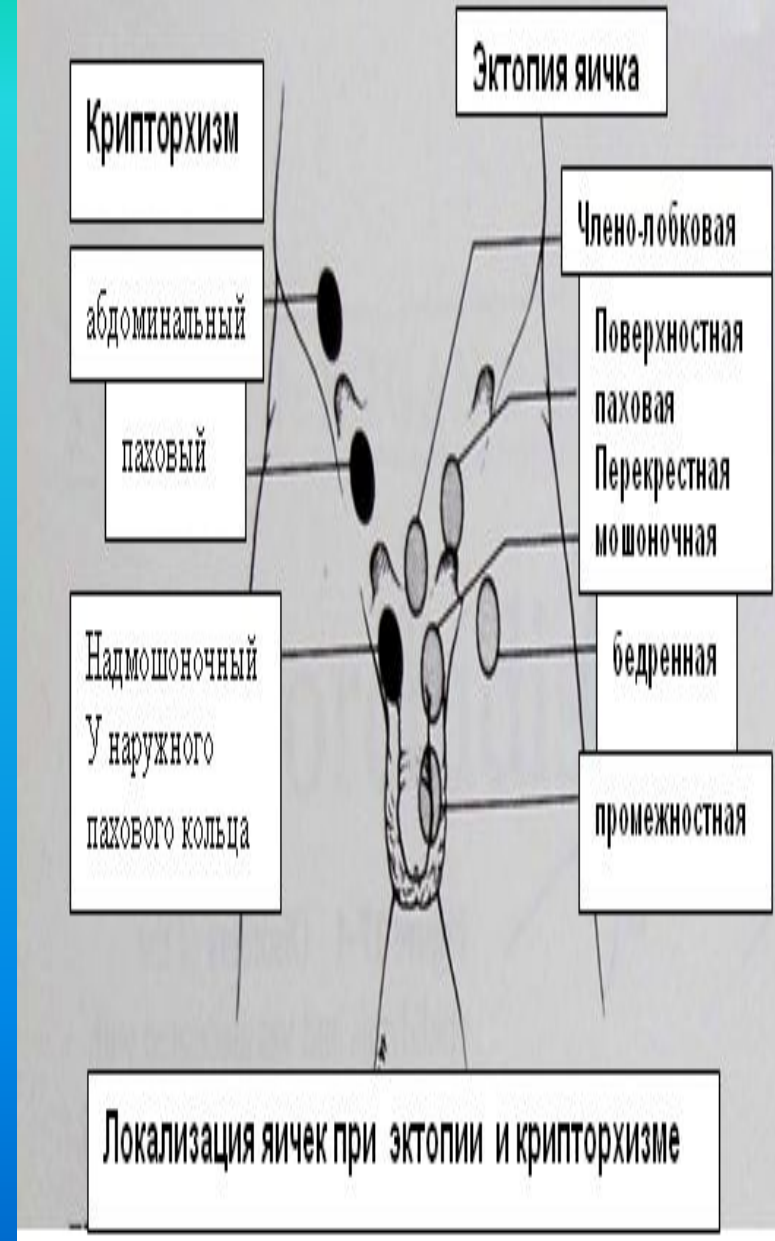 Эктопия яичка
Крипторхизм
Члено-лобковая
абдоминальный
Поверхностная
паховая
Перекрестная
мошоночная
паховый
Надмошоночный
У наружного
пахового кольца
бедренная
промежностная
Локализация яичек при эктопии и крипторхизме